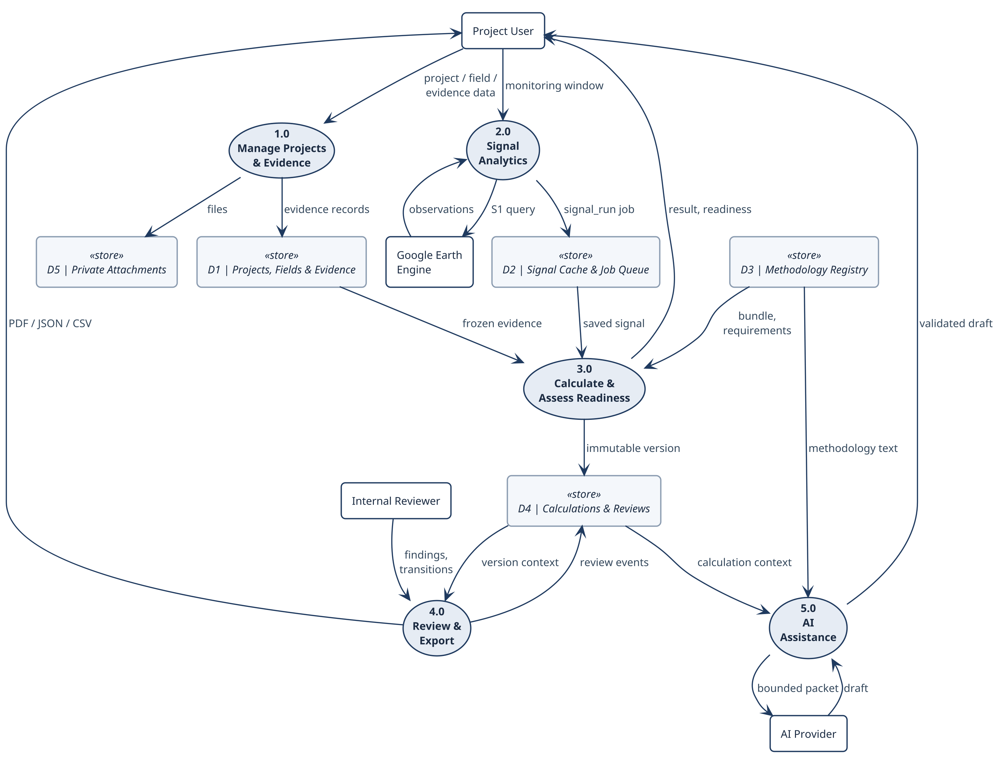 Project User
project / field /
evidence data
monitoring window
1.0
Manage Projects
& Evidence
2.0
Signal
Analytics
files
evidence records
observations
S1 query
signal_run job
result, readiness
«store»
D5 | Private Attachments
«store»
D1 | Projects, Fields & Evidence
Google Earth
Engine
«store»
D2 | Signal Cache & Job Queue
«store»
D3 | Methodology Registry
PDF / JSON / CSV
frozen evidence
saved signal
bundle,
requirements
validated draft
3.0
Calculate &
Assess Readiness
immutable version
methodology text
Internal Reviewer
«store»
D4 | Calculations & Reviews
findings,
transitions
version context
review events
calculation context
4.0
Review &
Export
5.0
AI
Assistance
bounded packet
draft
AI Provider